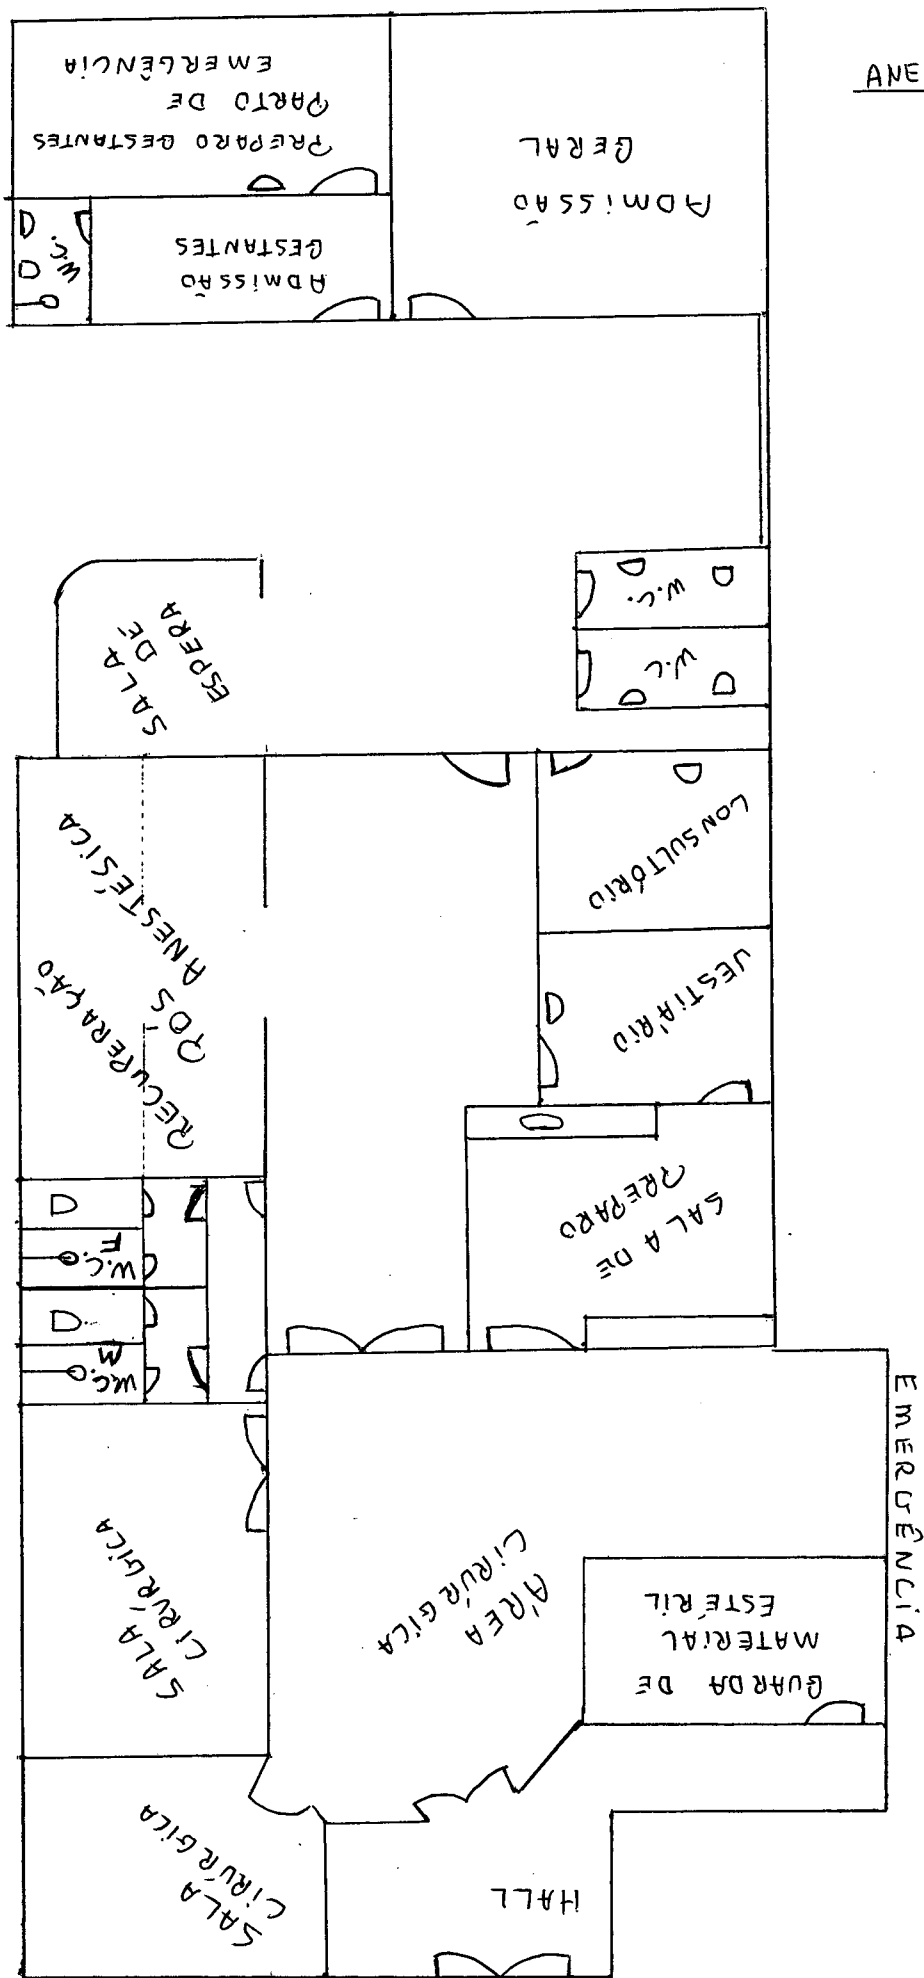 ANE
EMERGÊNCIA
HALL
SALA
CIRÚRGICA
GUARDA DE
MATERIAL
ESTÉRIL
ÁREA
CIRÚRGICA
SALA
CIRÚRGICA
W.C.
M
W.C.
F
SALA DE
PREPARO
RECUPERAÇÃO
PÓS ANESTÉSICA
VESTIÁRIO
CONSULTÓRIO
SALA
DE
ESPERA
W.C
W.C.
ADMISSÃO
GERAL
ADMISSÃO
GESTANTES
W.C.
PREPARO GESTANTES
PARTO DE
EMERGÊNCIA